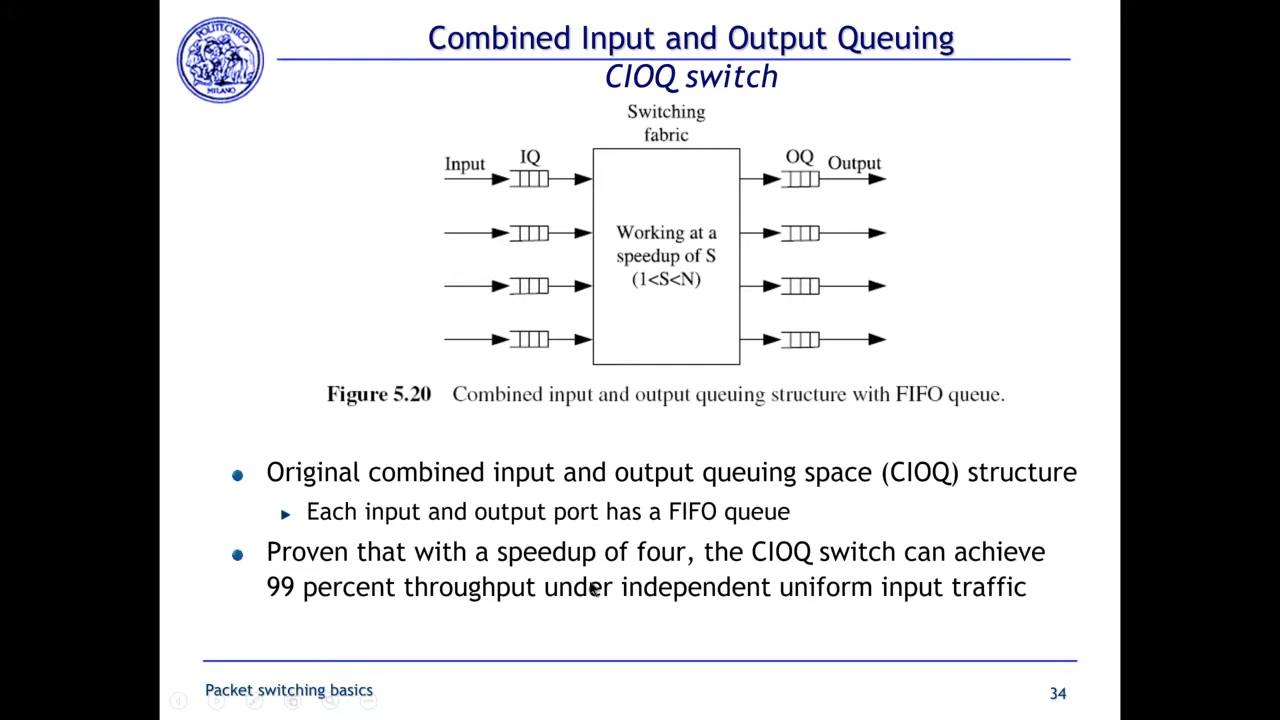 Combined Input and Output Queuing
CIOQ switch
POLITECNICO
MILANO
Switching
fabric
Input
IQ
OQ
Output
Working at a
speedup of S
(1<S<N)
Figure 5.20 Combined input and output queuing structure with FIFO queue.
Original combined input and output queuing space (CIOQ) structure
Each input and output port has a FIFO queue
Proven that with a speedup of four, the CIOQ switch can achieve
99 percent throughput under independent uniform input traffic
Packet switching basics
34